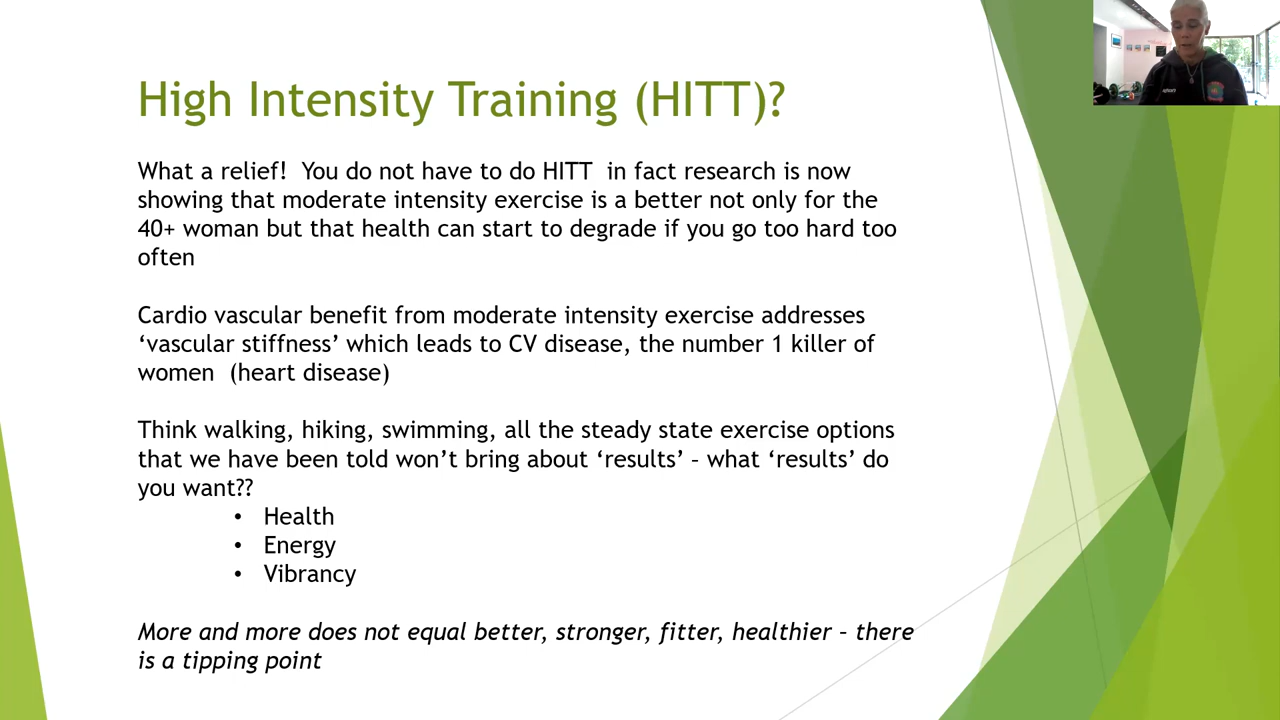 High Intensity Training (HITT)?
What a relief!  You do not have to do HITT  in fact research is now
showing that moderate intensity exercise is a better not only for the
40+ woman but that health can start to degrade if you go too hard too
often
Cardio vascular benefit from moderate intensity exercise addresses
‘vascular stiffness’ which leads to CV disease, the number 1 killer of
women  (heart disease)
Think walking, hiking, swimming, all the steady state exercise options
that we have been told won’t bring about ‘results’ – what ‘results’ do
you want??
• Health
• Energy
• Vibrancy
More and more does not equal better, stronger, fitter, healthier – there
is a tipping point